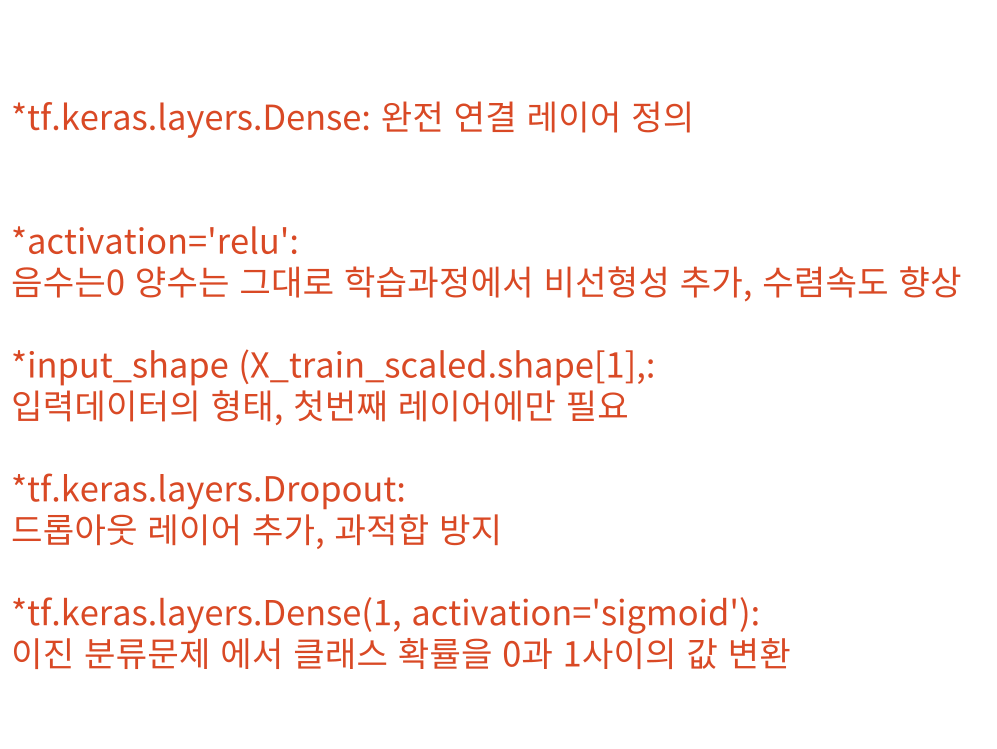 *tf.keras.layers.Dense: 완전 연결 레이어 정의
*activation='relu':
음수는0 양수는 그대로 학습과정에서 비선형성 추가, 수렴속도 향상
*input_shape (X_train_scaled.shape[1],:
입력데이터의 형태, 첫번째 레이어에만 필요
*tf.keras.layers.Dropout:
드롭아웃 레이어 추가, 과적합 방지
*tf.keras.layers.Dense(1, activation='sigmoid'):
이진 분류문제 에서 클래스 확률을 0과 1사이의 값 변환